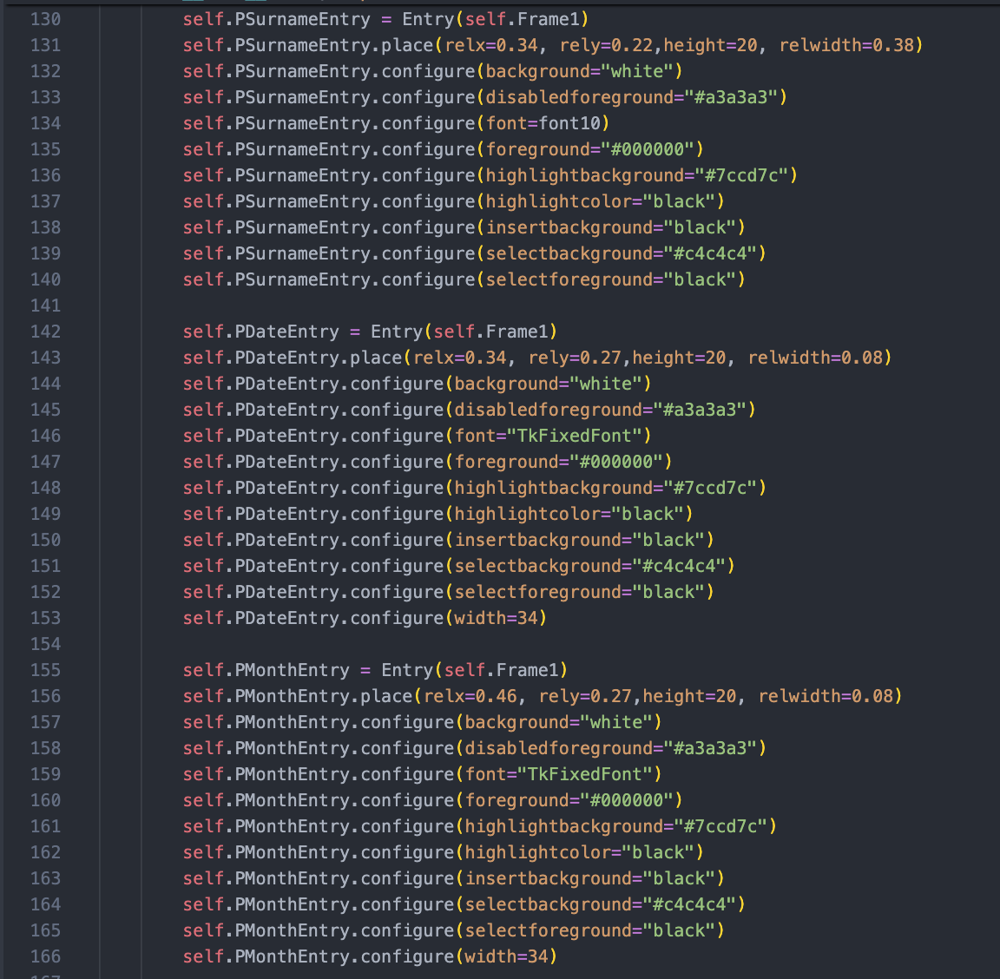 130 self.PSurnameEntry = Entry(self.Frame1)
131 self.PSurnameEntry.place(relx=0.34, rely=0.22,height=20, relwidth=0.38)
132 self.PSurnameEntry.configure(background="white")
133 self.PSurnameEntry.configure(disabledforeground="#a3a3a3")
134 self.PSurnameEntry.configure(font=font10)
135 self.PSurnameEntry.configure(foreground="#000000")
136 self.PSurnameEntry.configure(highlightbackground="#7ccd7c")
137 self.PSurnameEntry.configure(highlightcolor="black")
138 self.PSurnameEntry.configure(insertbackground="black")
139 self.PSurnameEntry.configure(selectbackground="#c4c4c4")
140 self.PSurnameEntry.configure(selectforeground="black")
141
142 self.PDateEntry = Entry(self.Frame1)
143 self.PDateEntry.place(relx=0.34, rely=0.27,height=20, relwidth=0.08)
144 self.PDateEntry.configure(background="white")
145 self.PDateEntry.configure(disabledforeground="#a3a3a3")
146 self.PDateEntry.configure(font="TkFixedFont")
147 self.PDateEntry.configure(foreground="#000000")
148 self.PDateEntry.configure(highlightbackground="#7ccd7c")
149 self.PDateEntry.configure(highlightcolor="black")
150 self.PDateEntry.configure(insertbackground="black")
151 self.PDateEntry.configure(selectbackground="#c4c4c4")
152 self.PDateEntry.configure(selectforeground="black")
153 self.PDateEntry.configure(width=34)
154
155 self.PMonthEntry = Entry(self.Frame1)
156 self.PMonthEntry.place(relx=0.46, rely=0.27,height=20, relwidth=0.08)
157 self.PMonthEntry.configure(background="white")
158 self.PMonthEntry.configure(disabledforeground="#a3a3a3")
159 self.PMonthEntry.configure(font="TkFixedFont")
160 self.PMonthEntry.configure(foreground="#000000")
161 self.PMonthEntry.configure(highlightbackground="#7ccd7c")
162 self.PMonthEntry.configure(highlightcolor="black")
163 self.PMonthEntry.configure(insertbackground="black")
164 self.PMonthEntry.configure(selectbackground="#c4c4c4")
165 self.PMonthEntry.configure(selectforeground="black")
166 self.PMonthEntry.configure(width=34)